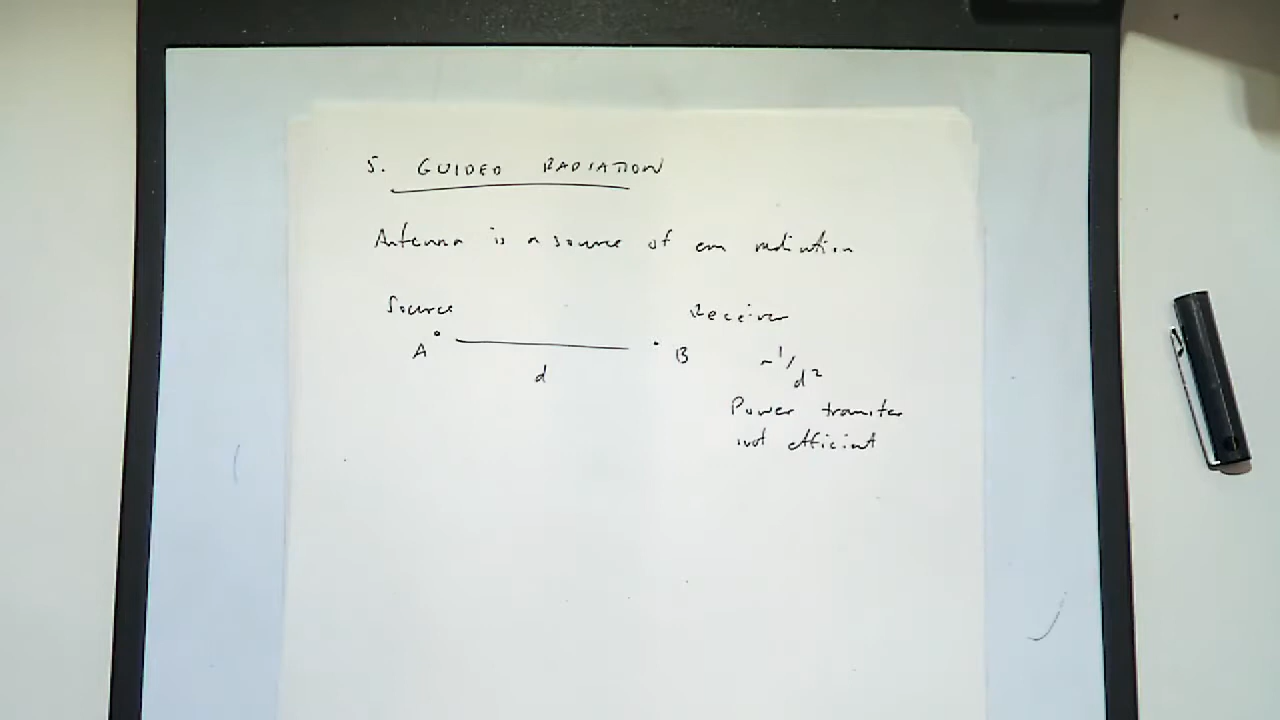 5. GUIDED RADIATION
Antenna is a source of em radiation
Source
Receiver
A
B
~1/d²
d
Power transfer
not efficient